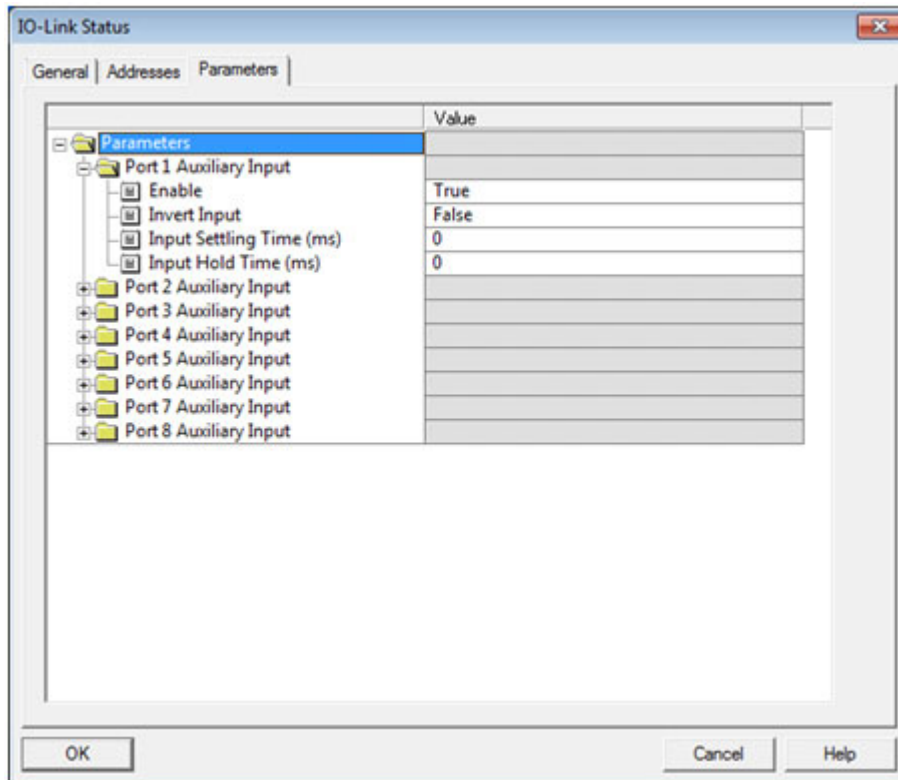 IO-Link Status
General Addresses Parameters
Value
Parameters
Port 1 Auxiliary Input
Enable True
Invert Input False
Input Settling Time (ms) 0
Input Hold Time (ms) 0
Port 2 Auxiliary Input
Port 3 Auxiliary Input
Port 4 Auxiliary Input
Port 5 Auxiliary Input
Port 6 Auxiliary Input
Port 7 Auxiliary Input
Port 8 Auxiliary Input
OK Cancel Help